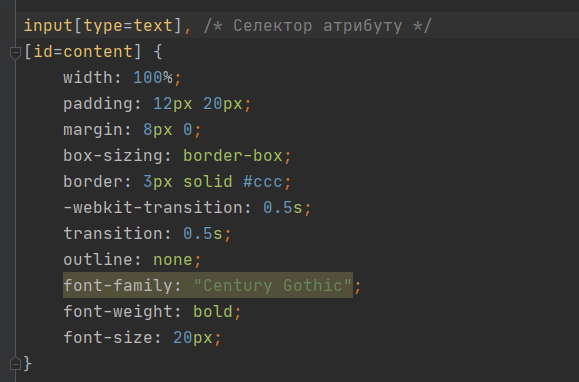 input[type=text], /* Селектор атрибуту */
[id=content] {
    width: 100%;
    padding: 12px 20px;
    margin: 8px 0;
    box-sizing: border-box;
    border: 3px solid #ccc;
    -webkit-transition: 0.5s;
    transition: 0.5s;
    outline: none;
    font-family: "Century Gothic";
    font-weight: bold;
    font-size: 20px;
}